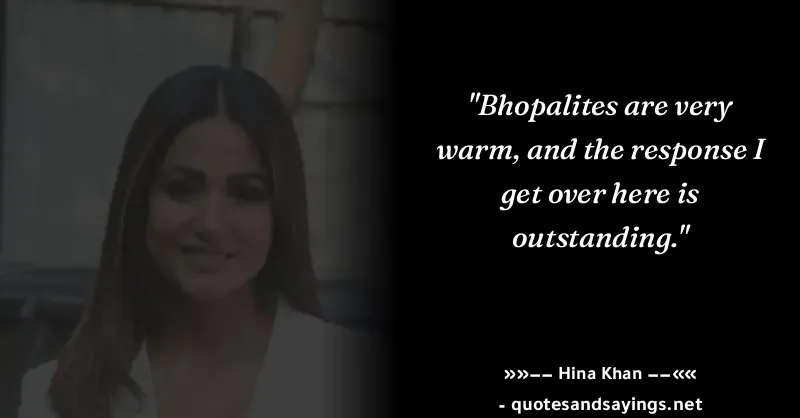 "Bhopalites are very
warm, and the response I
get over here is
outstanding."
»»−− Hina Khan −−««
- quotesandsayings.net